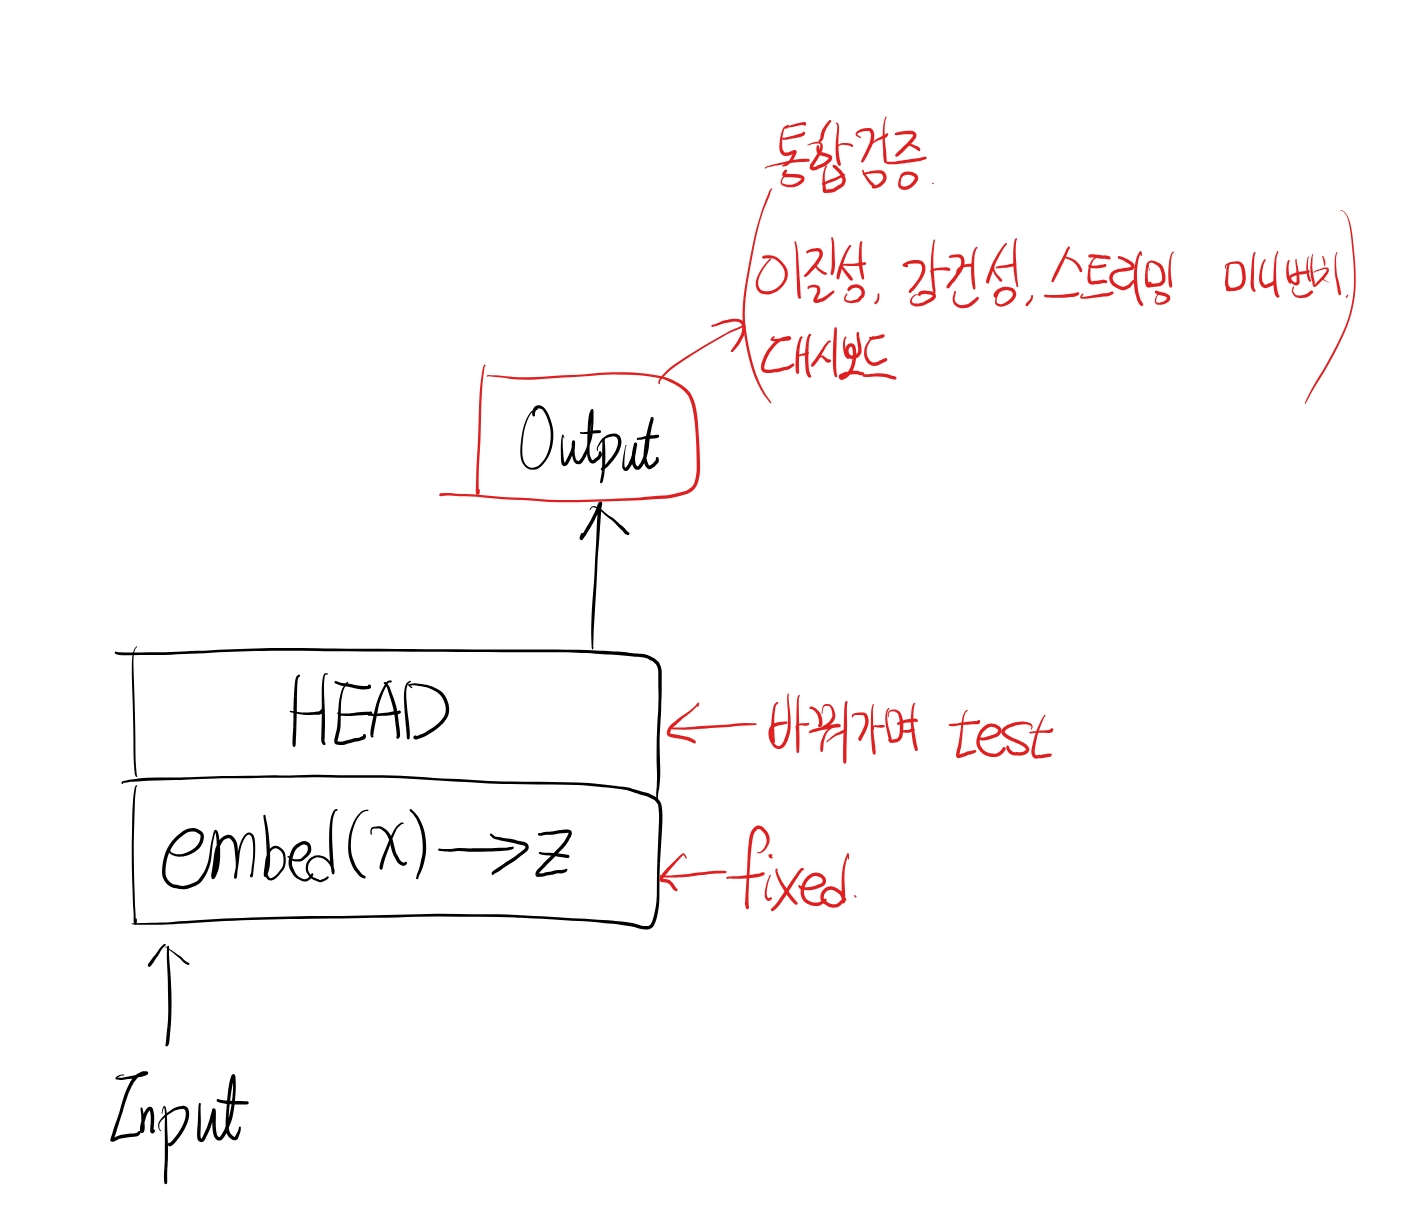 통합검증.
(이질성, 강건성, 스트리밍 미니벤치
대시보드)
Output
HEAD
← 바꿔가며 test
embed(x) → z
← fixed.
Input